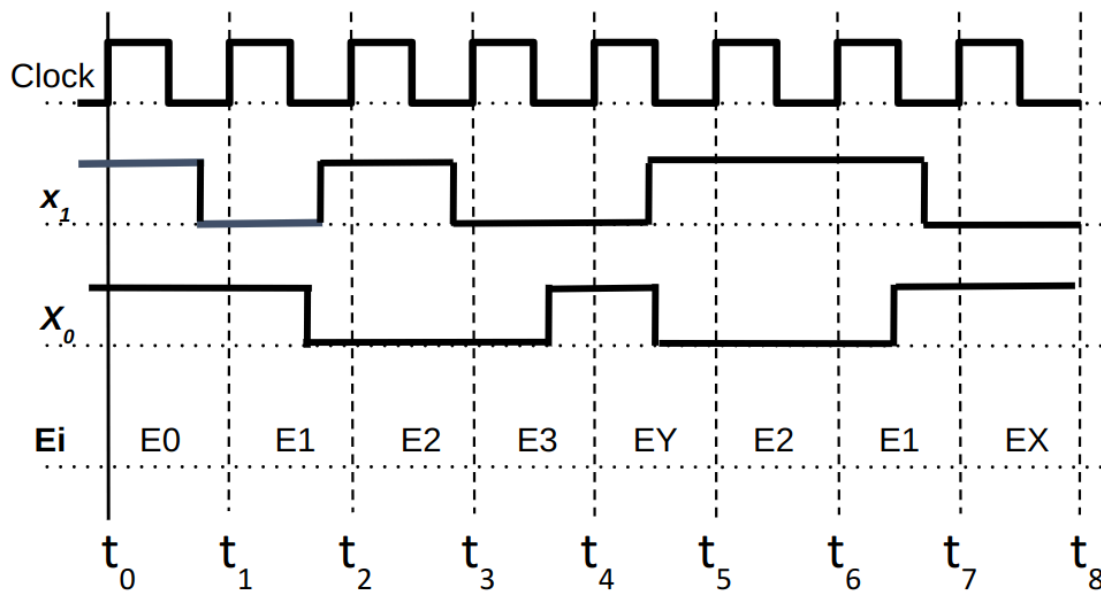 Clock
x1
X0
Ei E0 E1 E2 E3 EY E2 E1 EX
t0 t1 t2 t3 t4 t5 t6 t7 t8